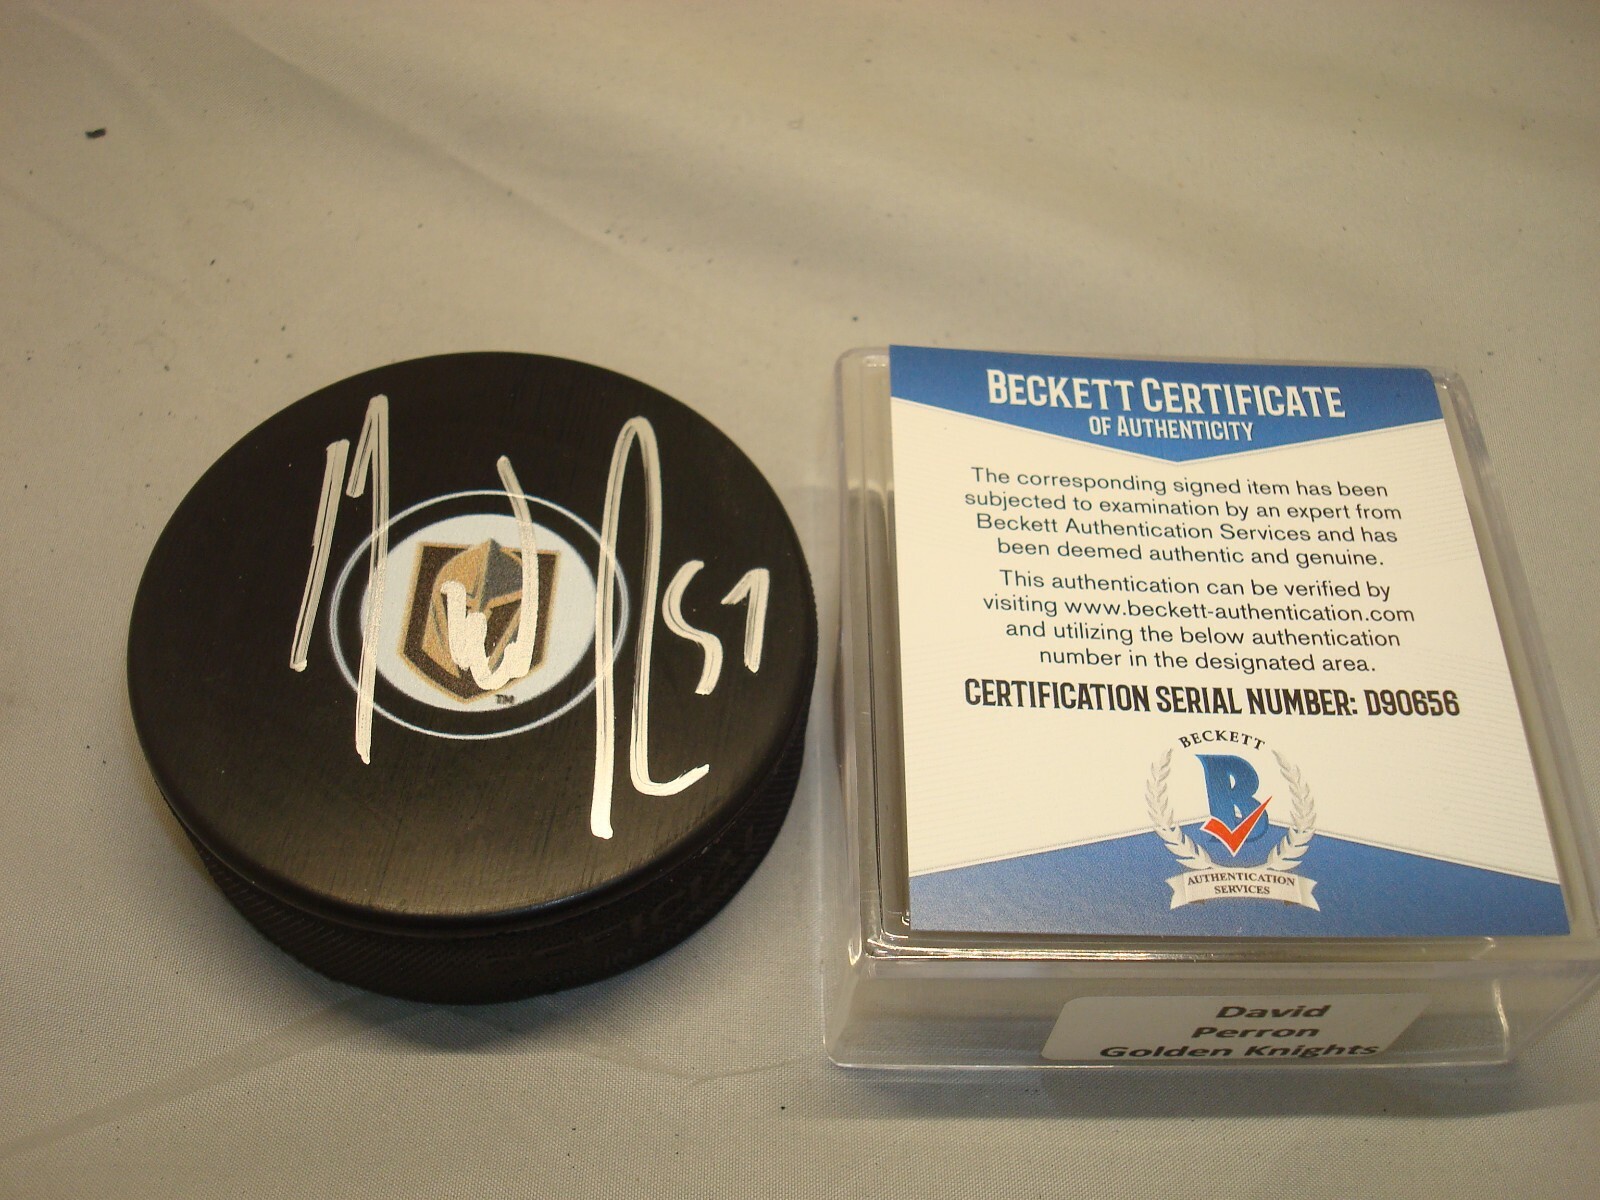 57
TM
BECKETT CERTIFICATE
OF AUTHENTICITY
The corresponding signed item has been
subjected to examination by an expert from
Beckett Authentication Services and has
been deemed authentic and genuine.
This authentication can be verified by
visiting www.beckett-authentication.com
and utilizing the below authentication
number in the designated area.
CERTIFICATION SERIAL NUMBER: D90656
BECKETT
B
AUTHENTICATION
SERVICES
David
Perron
Golden Knights